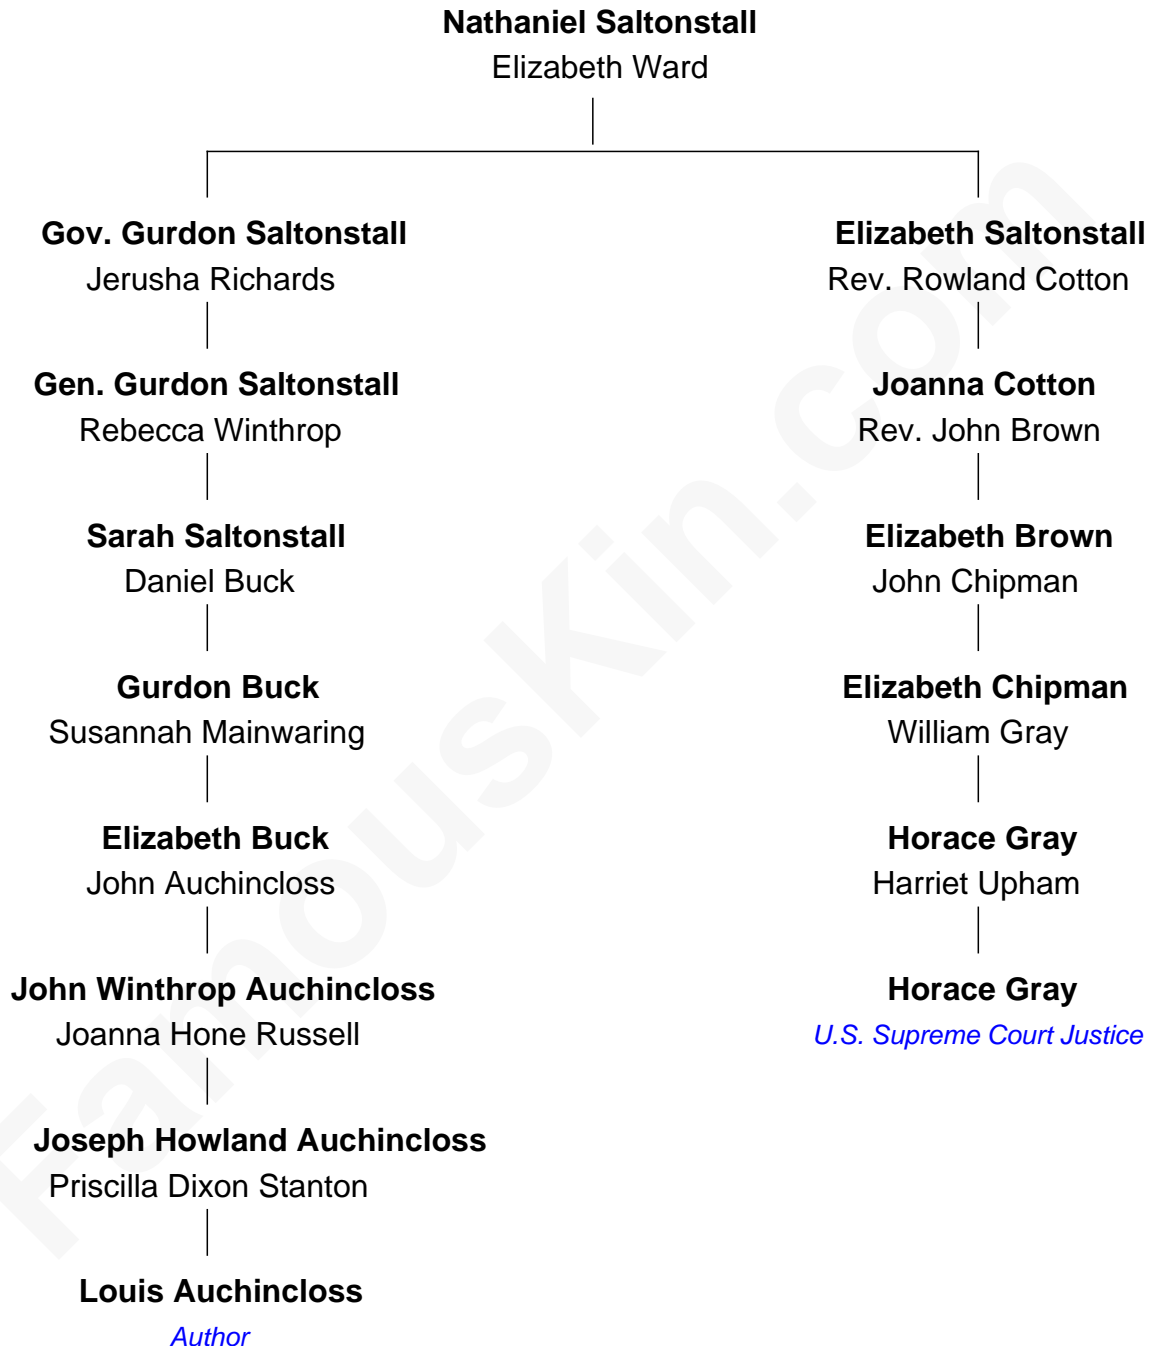 Nathaniel Saltonstall
Elizabeth Ward
Gov. Gurdon Saltonstall
Jerusha Richards
Gen. Gurdon Saltonstall
Rebecca Winthrop
Sarah Saltonstall
Daniel Buck
Gurdon Buck
Susannah Mainwaring
Elizabeth Buck
John Auchincloss
John Winthrop Auchincloss
Joanna Hone Russell
Joseph Howland Auchincloss
Priscilla Dixon Stanton
Louis Auchincloss
Author
Elizabeth Saltonstall
Rev. Rowland Cotton
Joanna Cotton
Rev. John Brown
Elizabeth Brown
John Chipman
Elizabeth Chipman
William Gray
Horace Gray
Harriet Upham
Horace Gray
U.S. Supreme Court Justice
FamousKin.com